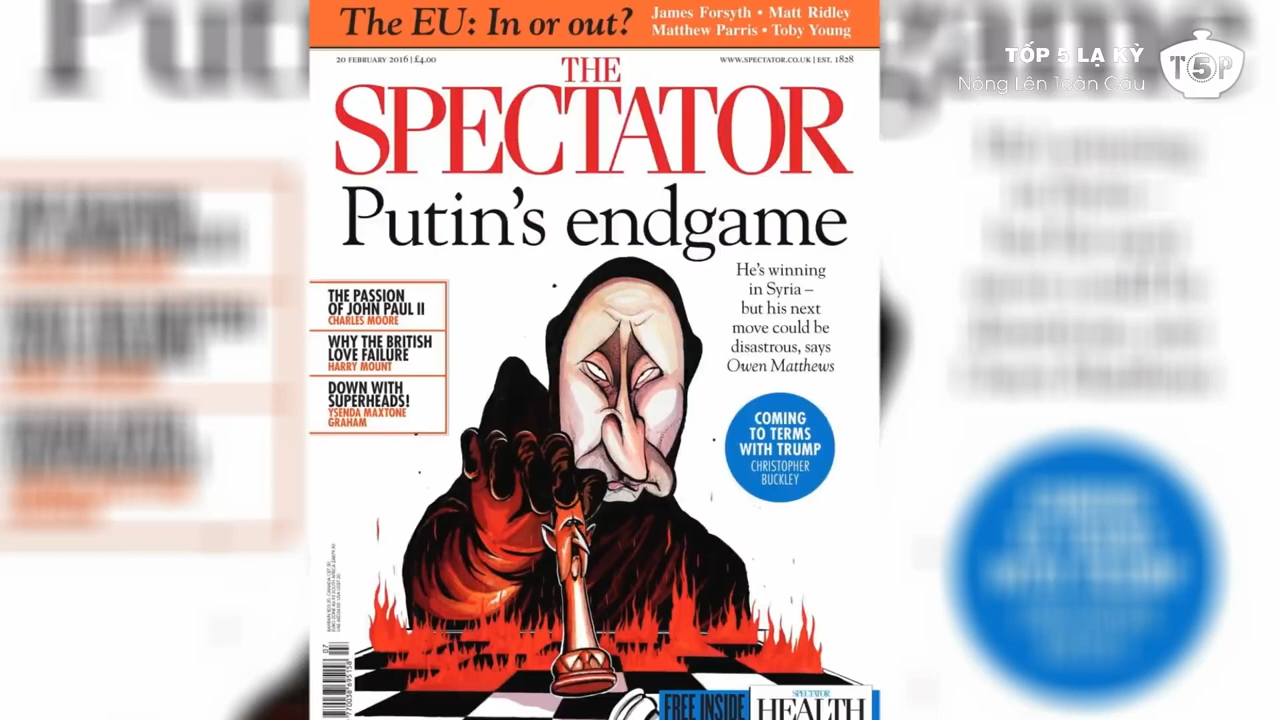 The EU: In or out?
James Forsyth • Matt Ridley
Matthew Parris • Toby Young
20 FEBRUARY 2016 | £4.00
WWW.SPECTATOR.CO.UK | EST. 1828
THE
SPECTATOR
Putin's endgame
He's winning
in Syria –
but his next
move could be
disastrous, says
Owen Matthews
THE PASSION
OF JOHN PAUL II
CHARLES MOORE
WHY THE BRITISH
LOVE FAILURE
HARRY MOUNT
DOWN WITH
SUPERHEADS!
YSENDA MAXTONE
GRAHAM
COMING
TO TERMS
WITH TRUMP
CHRISTOPHER
BUCKLEY
FREE INSIDE
SPECTATOR
HEALTH
07
TỐP 5 LẠ KỲ
Nóng Lên Toàn Cầu
T5P